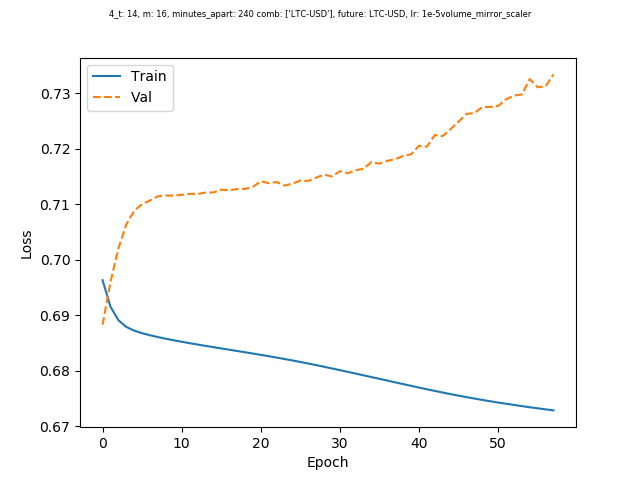 4_t: 14, m: 16, minutes_apart: 240 comb: ['LTC-USD'], future: LTC-USD, lr: 1e-5volume_mirror_scaler
Train
Val
0.73
0.72
0.71
0.70
0.69
0.68
0.67
Loss
0
10
20
30
40
50
Epoch